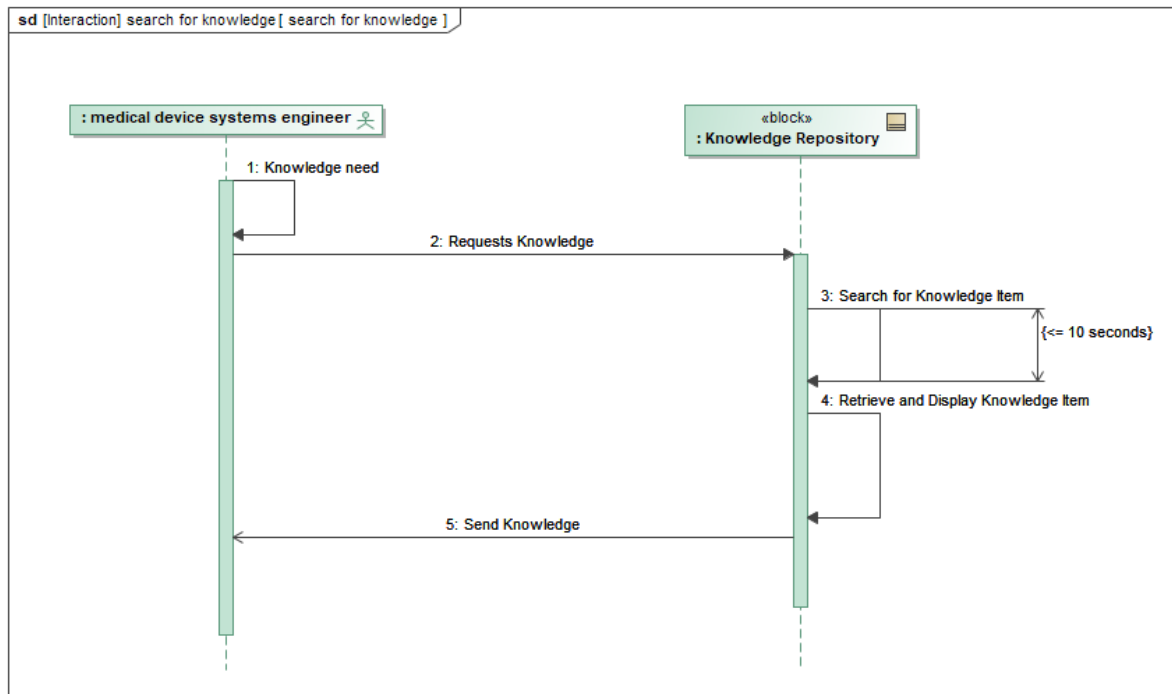 sd [Interaction] search for knowledge [ search for knowledge ]
: medical device systems engineer
«block»
: Knowledge Repository
1: Knowledge need
2: Requests Knowledge
3: Search for Knowledge Item
{<= 10 seconds}
4: Retrieve and Display Knowledge Item
5: Send Knowledge